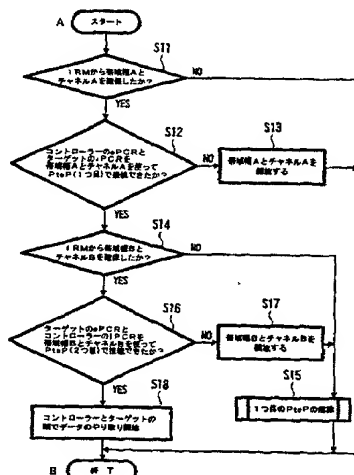 A
スタート
S11
IRMから帯域幅Aと
チャネルAを確保したか?
NO
YES
S12
コントローラーのoPCRと
ターゲットのiPCRを
帯域幅AとチャネルAを使って
PtoP(1つ目)で接続できたか?
NO
S13
帯域幅AとチャネルAを
解放する
YES
S14
IRMから帯域幅Bと
チャネルBを確保したか?
NO
YES
S16
ターゲットのoPCRと
コントローラーのiPCRを
帯域幅BとチャネルBを使って
PtoP(2つ目)で接続できたか?
NO
S17
帯域幅BとチャネルBを
解放する
YES
S18
コントローラーとターゲットの
間でデータのやり取り開始
S15
1つ目のPtoPの
B
終了